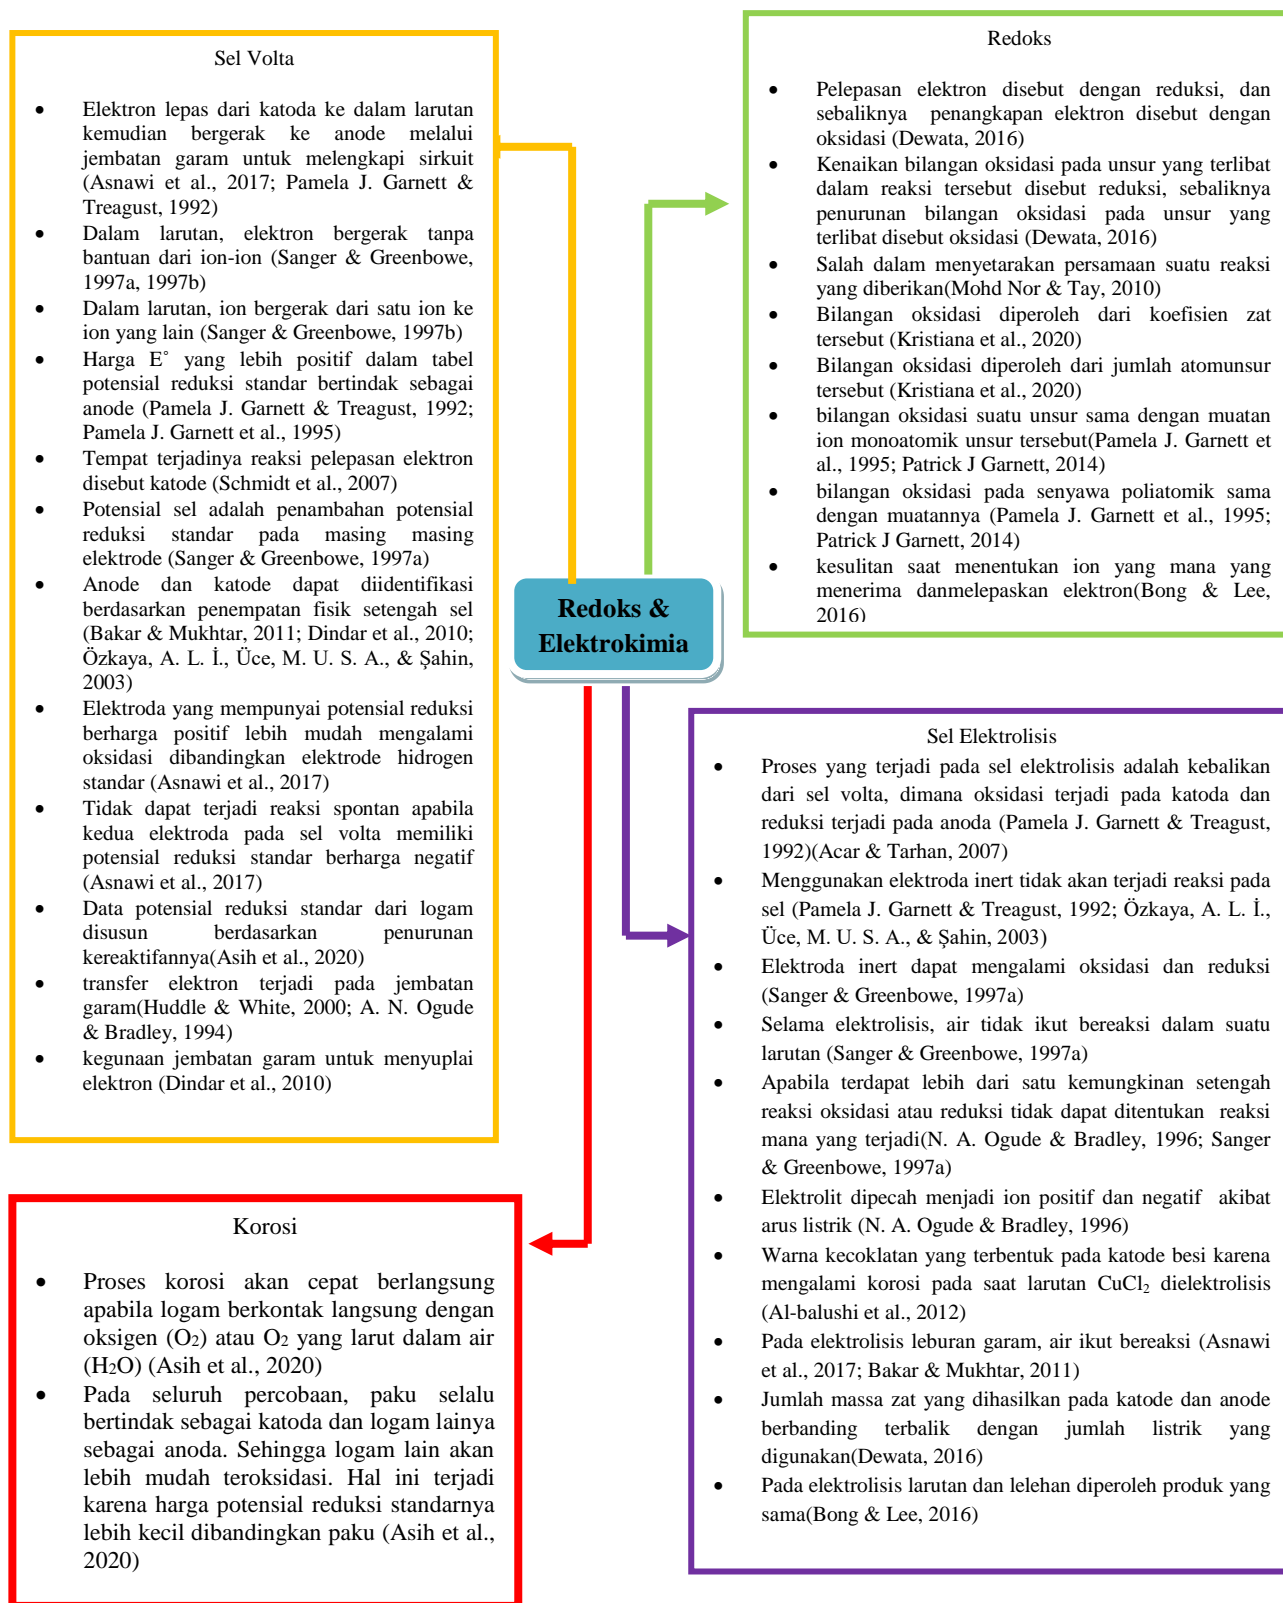 Sel Volta
• Elektron lepas dari katoda ke dalam larutan
kemudian bergerak ke anode melalui
jembatan garam untuk melengkapi sirkuit
(Asnawi et al., 2017; Pamela J. Garnett &
Treagust, 1992)
• Dalam larutan, elektron bergerak tanpa
bantuan dari ion-ion (Sanger & Greenbowe,
1997a, 1997b)
• Dalam larutan, ion bergerak dari satu ion ke
ion yang lain (Sanger & Greenbowe, 1997b)
• Harga E˚ yang lebih positif dalam tabel
potensial reduksi standar bertindak sebagai
anode (Pamela J. Garnett & Treagust, 1992;
Pamela J. Garnett et al., 1995)
• Tempat terjadinya reaksi pelepasan elektron
disebut katode (Schmidt et al., 2007)
• Potensial sel adalah penambahan potensial
reduksi standar pada masing masing
elektrode (Sanger & Greenbowe, 1997a)
• Anode dan katode dapat diidentifikasi
berdasarkan penempatan fisik setengah sel
(Bakar & Mukhtar, 2011; Dindar et al., 2010;
Özkaya, A. L. İ., Üce, M. U. S. A., & Şahin,
2003)
• Elektroda yang mempunyai potensial reduksi
berharga positif lebih mudah mengalami
oksidasi dibandingkan elektrode hidrogen
standar (Asnawi et al., 2017)
• Tidak dapat terjadi reaksi spontan apabila
kedua elektroda pada sel volta memiliki
potensial reduksi standar berharga negatif
(Asnawi et al., 2017)
• Data potensial reduksi standar dari logam
disusun berdasarkan penurunan
kereaktifannya(Asih et al., 2020)
• transfer elektron terjadi pada jembatan
garam(Huddle & White, 2000; A. N. Ogude
& Bradley, 1994)
• kegunaan jembatan garam untuk menyuplai
elektron (Dindar et al., 2010)
Redoks
• Pelepasan elektron disebut dengan reduksi, dan
sebaliknya penangkapan elektron disebut dengan
oksidasi (Dewata, 2016)
• Kenaikan bilangan oksidasi pada unsur yang terlibat
dalam reaksi tersebut disebut reduksi, sebaliknya
penurunan bilangan oksidasi pada unsur yang
terlibat disebut oksidasi (Dewata, 2016)
• Salah dalam menyetarakan persamaan suatu reaksi
yang diberikan(Mohd Nor & Tay, 2010)
• Bilangan oksidasi diperoleh dari koefisien zat
tersebut (Kristiana et al., 2020)
• Bilangan oksidasi diperoleh dari jumlah atomunsur
tersebut (Kristiana et al., 2020)
• bilangan oksidasi suatu unsur sama dengan muatan
ion monoatomik unsur tersebut(Pamela J. Garnett et
al., 1995; Patrick J Garnett, 2014)
• bilangan oksidasi pada senyawa poliatomik sama
dengan muatannya (Pamela J. Garnett et al., 1995;
Patrick J Garnett, 2014)
• kesulitan saat menentukan ion yang mana yang
menerima danmelepaskan elektron(Bong & Lee,
2016)
Redoks &
Elektrokimia
Sel Elektrolisis
• Proses yang terjadi pada sel elektrolisis adalah kebalikan
dari sel volta, dimana oksidasi terjadi pada katoda dan
reduksi terjadi pada anoda (Pamela J. Garnett & Treagust,
1992)(Acar & Tarhan, 2007)
• Menggunakan elektroda inert tidak akan terjadi reaksi pada
sel (Pamela J. Garnett & Treagust, 1992; Özkaya, A. L. İ.,
Üce, M. U. S. A., & Şahin, 2003)
• Elektroda inert dapat mengalami oksidasi dan reduksi
(Sanger & Greenbowe, 1997a)
• Selama elektrolisis, air tidak ikut bereaksi dalam suatu
larutan (Sanger & Greenbowe, 1997a)
• Apabila terdapat lebih dari satu kemungkinan setengah
reaksi oksidasi atau reduksi tidak dapat ditentukan reaksi
mana yang terjadi(N. A. Ogude & Bradley, 1996; Sanger
& Greenbowe, 1997a)
• Elektrolit dipecah menjadi ion positif dan negatif akibat
arus listrik (N. A. Ogude & Bradley, 1996)
• Warna kecoklatan yang terbentuk pada katode besi karena
mengalami korosi pada saat larutan CuCl₂ dielektrolisis
(Al-balushi et al., 2012)
• Pada elektrolisis leburan garam, air ikut bereaksi (Asnawi
et al., 2017; Bakar & Mukhtar, 2011)
• Jumlah massa zat yang dihasilkan pada katode dan anode
berbanding terbalik dengan jumlah listrik yang
digunakan(Dewata, 2016)
• Pada elektrolisis larutan dan lelehan diperoleh produk yang
sama(Bong & Lee, 2016)
Korosi
• Proses korosi akan cepat berlangsung
apabila logam berkontak langsung dengan
oksigen (O₂) atau O₂ yang larut dalam air
(H₂O) (Asih et al., 2020)
• Pada seluruh percobaan, paku selalu
bertindak sebagai katoda dan logam lainya
sebagai anoda. Sehingga logam lain akan
lebih mudah teroksidasi. Hal ini terjadi
karena harga potensial reduksi standarnya
lebih kecil dibandingkan paku (Asih et al.,
2020)